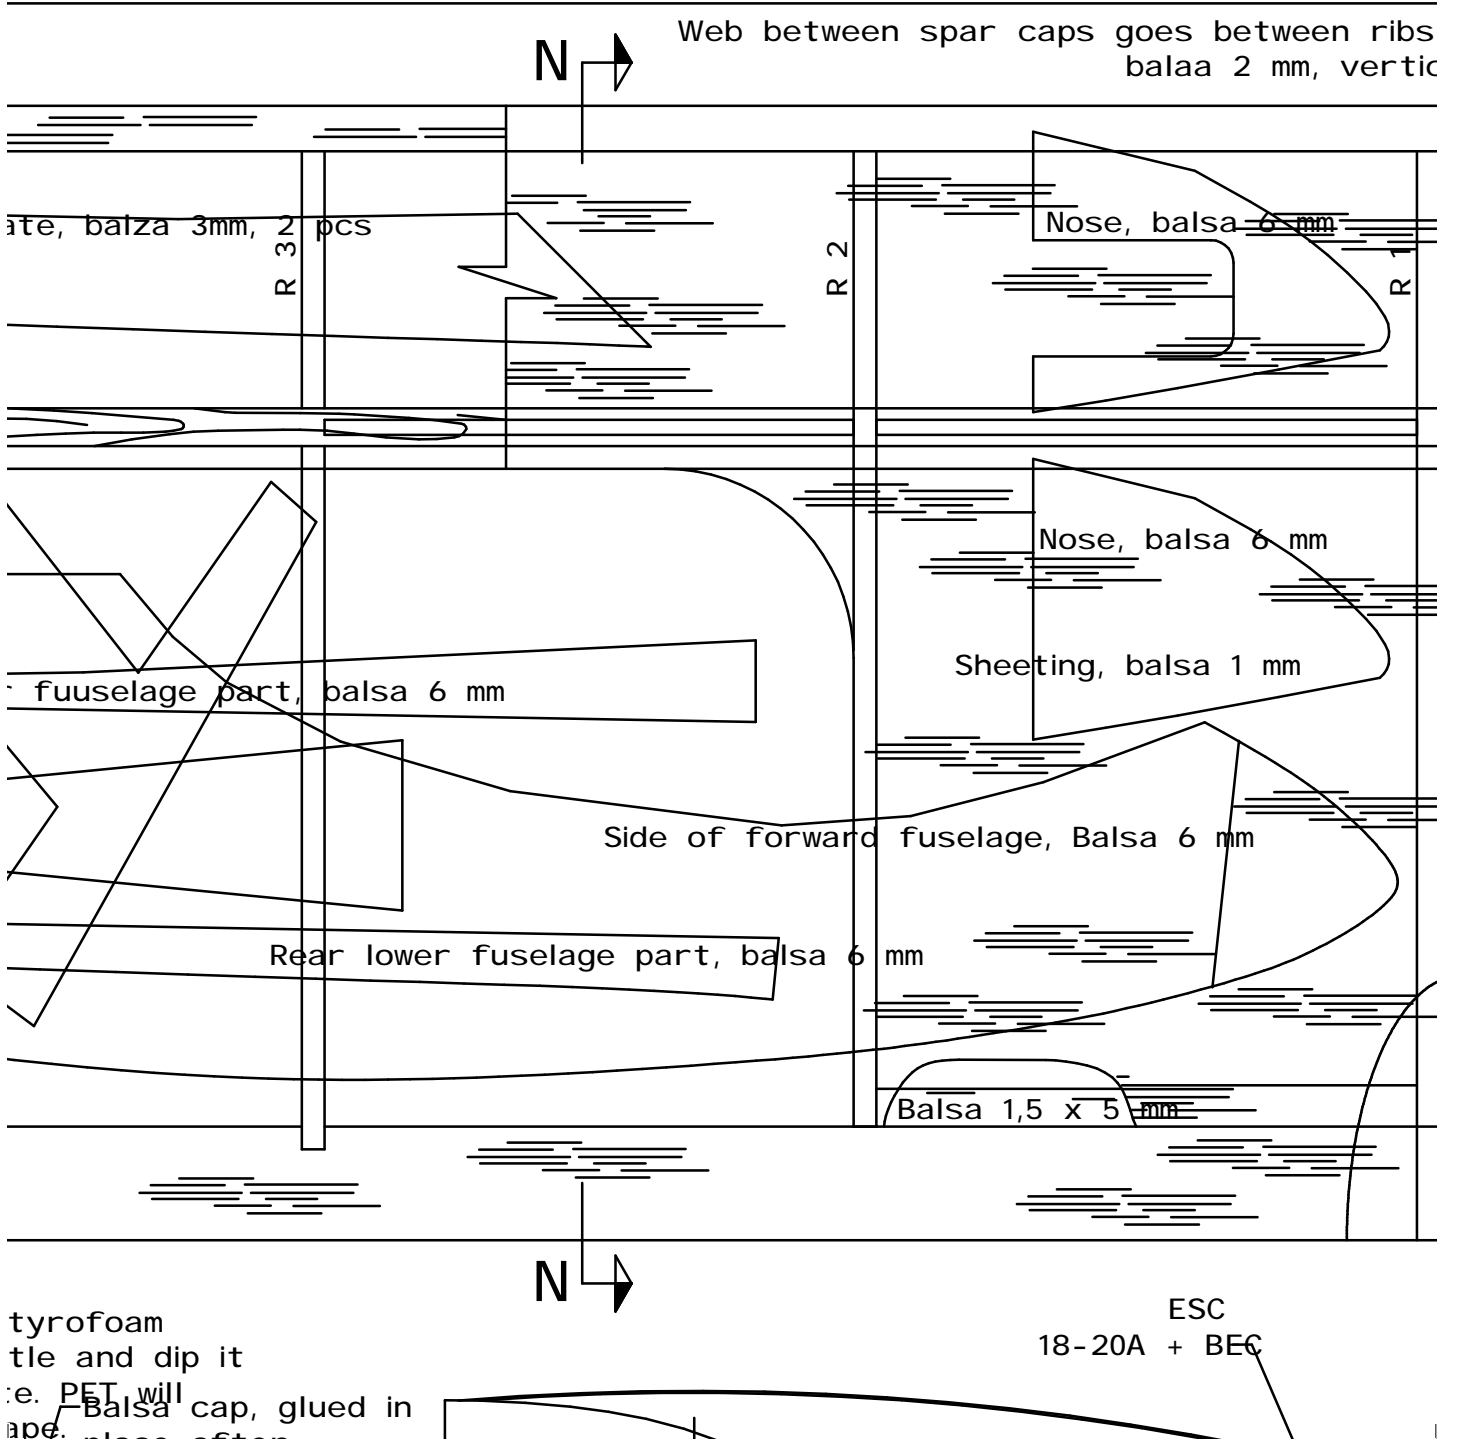 N
Web between spar caps goes between ribs
balaa 2 mm,
balza 3mm, 2 pcs
Nose, balsa 6 mm
R 3
R 2
R 1
Nose, balsa 6 mm
Sheeting, balsa 1 mm
fuuselage part, balsa 6 mm
Side of forward fuselage, Balsa 6 mm
Rear lower fuselage part, balsa 6 mm
Balsa 1,5 x 5 mm
N
ESC
18-20A + BEC
tyrofoam
tle and dip it
PET will
Balsa cap, glued in